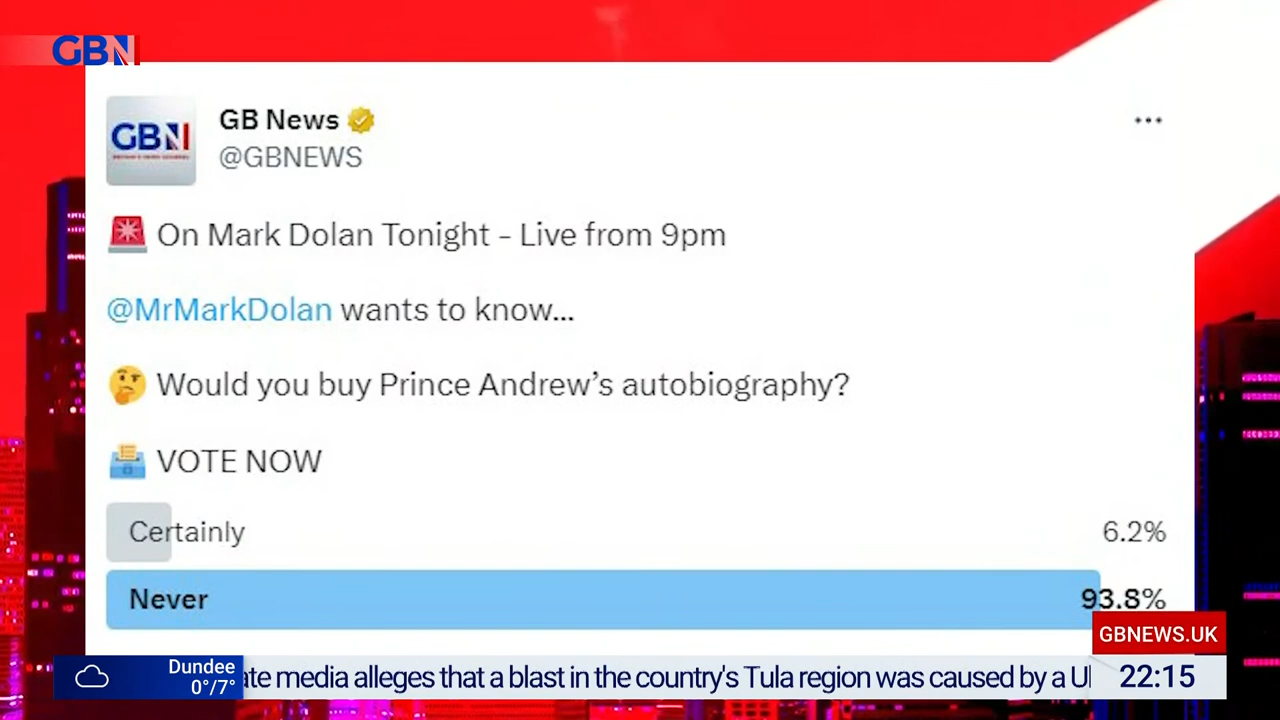 GBN
GBN
GB News
@GBNEWS
On Mark Dolan Tonight - Live from 9pm
@MrMarkDolan wants to know...
Would you buy Prince Andrew’s autobiography?
VOTE NOW
Certainly 6.2%
Never 93.8%
GBNEWS.UK
Dundee
0°/7°
ate media alleges that a blast in the country's Tula region was caused by a U
22:15